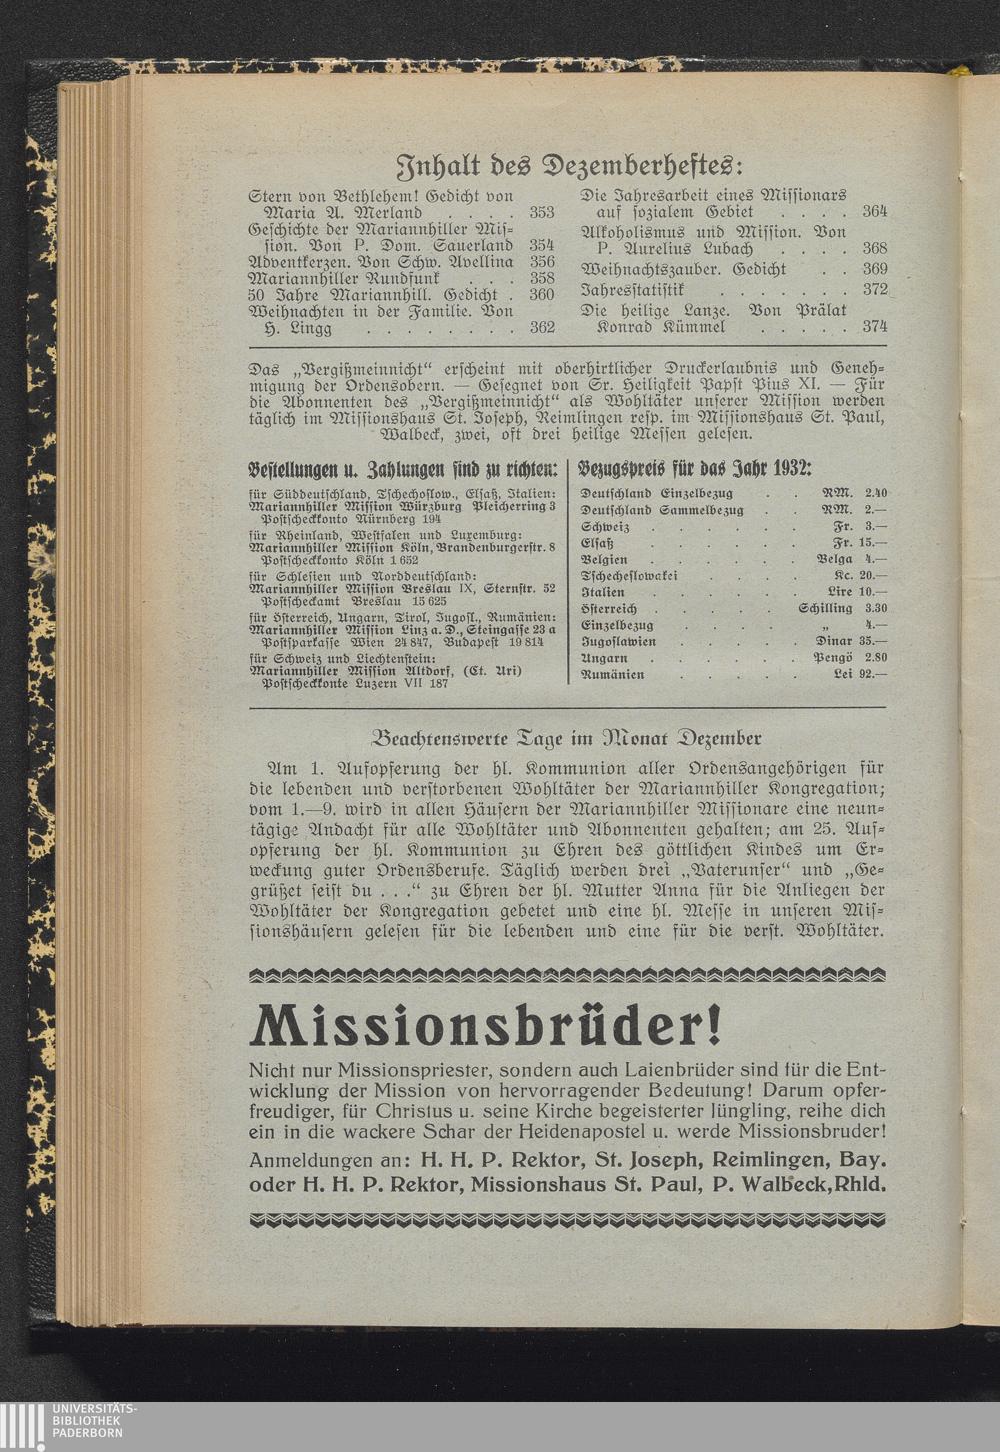 Inhalt des Dezemberheftes:
Stern von Bethlehem! Gedicht von
Maria A. Merland . . . . 353
Geschichte der Mariannhiller Mis=
sion. Von P. Dom. Sauerland 354
Adventkerzen. Von Schw. Avellina 356
Mariannhiller Rundfunk . . . 358
50 Jahre Mariannhill. Gedicht . 360
Weihnachten in der Familie. Von
H. Lingg . . . . . . . . 362
Die Jahresarbeit eines Missionars
auf sozialem Gebiet . . . . 364
Alkoholismus und Mission. Von
P. Aurelius Lubach . . . . 368
Weihnachtszauber. Gedicht . . 369
Jahresstatistik . . . . . . . 372
Die heilige Lanze. Von Prälat
Konrad Kümmel . . . . . 374
Das „Vergißmeinnicht“ erscheint mit oberhirtlicher Druckerlaubnis und Geneh=
migung der Ordensobern. — Gesegnet von Sr. Heiligkeit Papst Pius XI. — Für
die Abonnenten des „Vergißmeinnicht“ als Wohltäter unserer Mission werden
täglich im Missionshaus St. Joseph, Reimlingen resp. im Missionshaus St. Paul,
Walbeck, zwei, oft drei heilige Messen gelesen.
Bestellungen u. Zahlungen sind zu richten:
für Süddeutschland, Tschechoslow., Elsaß, Italien:
Mariannhiller Mission Würzburg Pleicherring 3
Postscheckkonto Nürnberg 194
für Rheinland, Westfalen und Luxemburg:
Mariannhiller Mission Köln, Brandenburgerstr. 8
Postscheckkonto Köln 1 652
für Schlesien und Norddeutschland:
Mariannhiller Mission Breslau IX, Sternstr. 52
Postscheckamt Breslau 15 625
für Österreich, Ungarn, Tirol, Jugosl., Rumänien:
Mariannhiller Mission Linz a. D., Steingasse 23 a
Postsparkasse Wien 24 847, Budapest 19 814
für Schweiz und Liechtenstein:
Mariannhiller Mission Altdorf, (Ct. Uri)
Postscheckkonte Luzern VII 187
Bezugspreis für das Jahr 1932:
Deutschland Einzelbezug . . RM. 2.40
Deutschland Sammelbezug . . RM. 2.—
Schweiz . . . . . . Fr. 3.—
Elsaß . . . . . . Fr. 15.—
Belgien . . . . . . Belga 4.—
Tschecheslowakei . . . . Kc. 20.—
Italien . . . . . . Lire 10.—
Österreich . . . . . Schilling 3.30
Einzelbezug . . . . „ 4.—
Jugoslawien . . . . . Dinar 35.—
Ungarn . . . . . . Pengö 2.80
Rumänien . . . . . Lei 92.—
Beachtenswerte Tage im Monat Dezember
Am 1. Aufopferung der hl. Kommunion aller Ordensangehörigen für
die lebenden und verstorbenen Wohltäter der Mariannhiller Kongregation;
vom 1.—9. wird in allen Häusern der Mariannhiller Missionare eine neun=
tägige Andacht für alle Wohltäter und Abonnenten gehalten; am 25. Auf=
opferung der hl. Kommunion zu Ehren des göttlichen Kindes um Er=
weckung guter Ordensberufe. Täglich werden drei „Vaterunser“ und „Ge=
grüßet seist du . . .“ zu Ehren der hl. Mutter Anna für die Anliegen der
Wohltäter der Kongregation gebetet und eine hl. Messe in unseren Mis=
sionshäusern gelesen für die lebenden und eine für die verst. Wohltäter.
Missionsbrüder!
Nicht nur Missionspriester, sondern auch Laienbrüder sind für die Ent-
wicklung der Mission von hervorragender Bedeutung! Darum opfer-
freudiger, für Christus u. seine Kirche begeisterter Jüngling, reihe dich
ein in die wackere Schar der Heidenapostel u. werde Missionsbruder!
Anmeldungen an: H. H. P. Rektor, St. Joseph, Reimlingen, Bay.
oder H. H. P. Rektor, Missionshaus St. Paul, P. Walbeck, Rhld.
UNIVERSITÄTS-
BIBLIOTHEK
PADERBORN